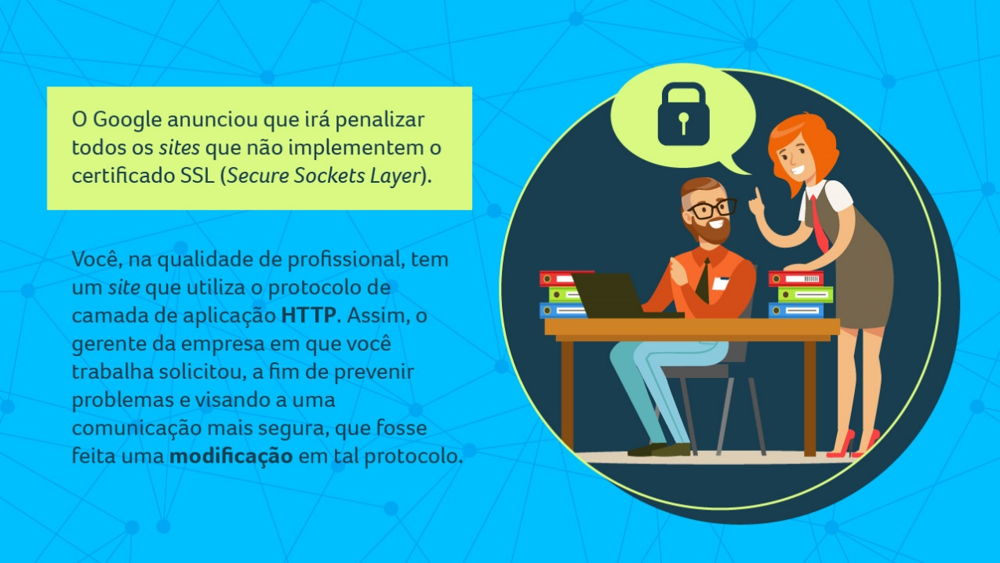 O Google anunciou que irá penalizar
todos os sites que não implementem o
certificado SSL (Secure Sockets Layer).
Você, na qualidade de profissional, tem
um site que utiliza o protocolo de
camada de aplicação HTTP. Assim, o
gerente da empresa em que você
trabalha solicitou, a fim de prevenir
problemas e visando a uma
comunicação mais segura, que fosse
feita uma modificação em tal protocolo.